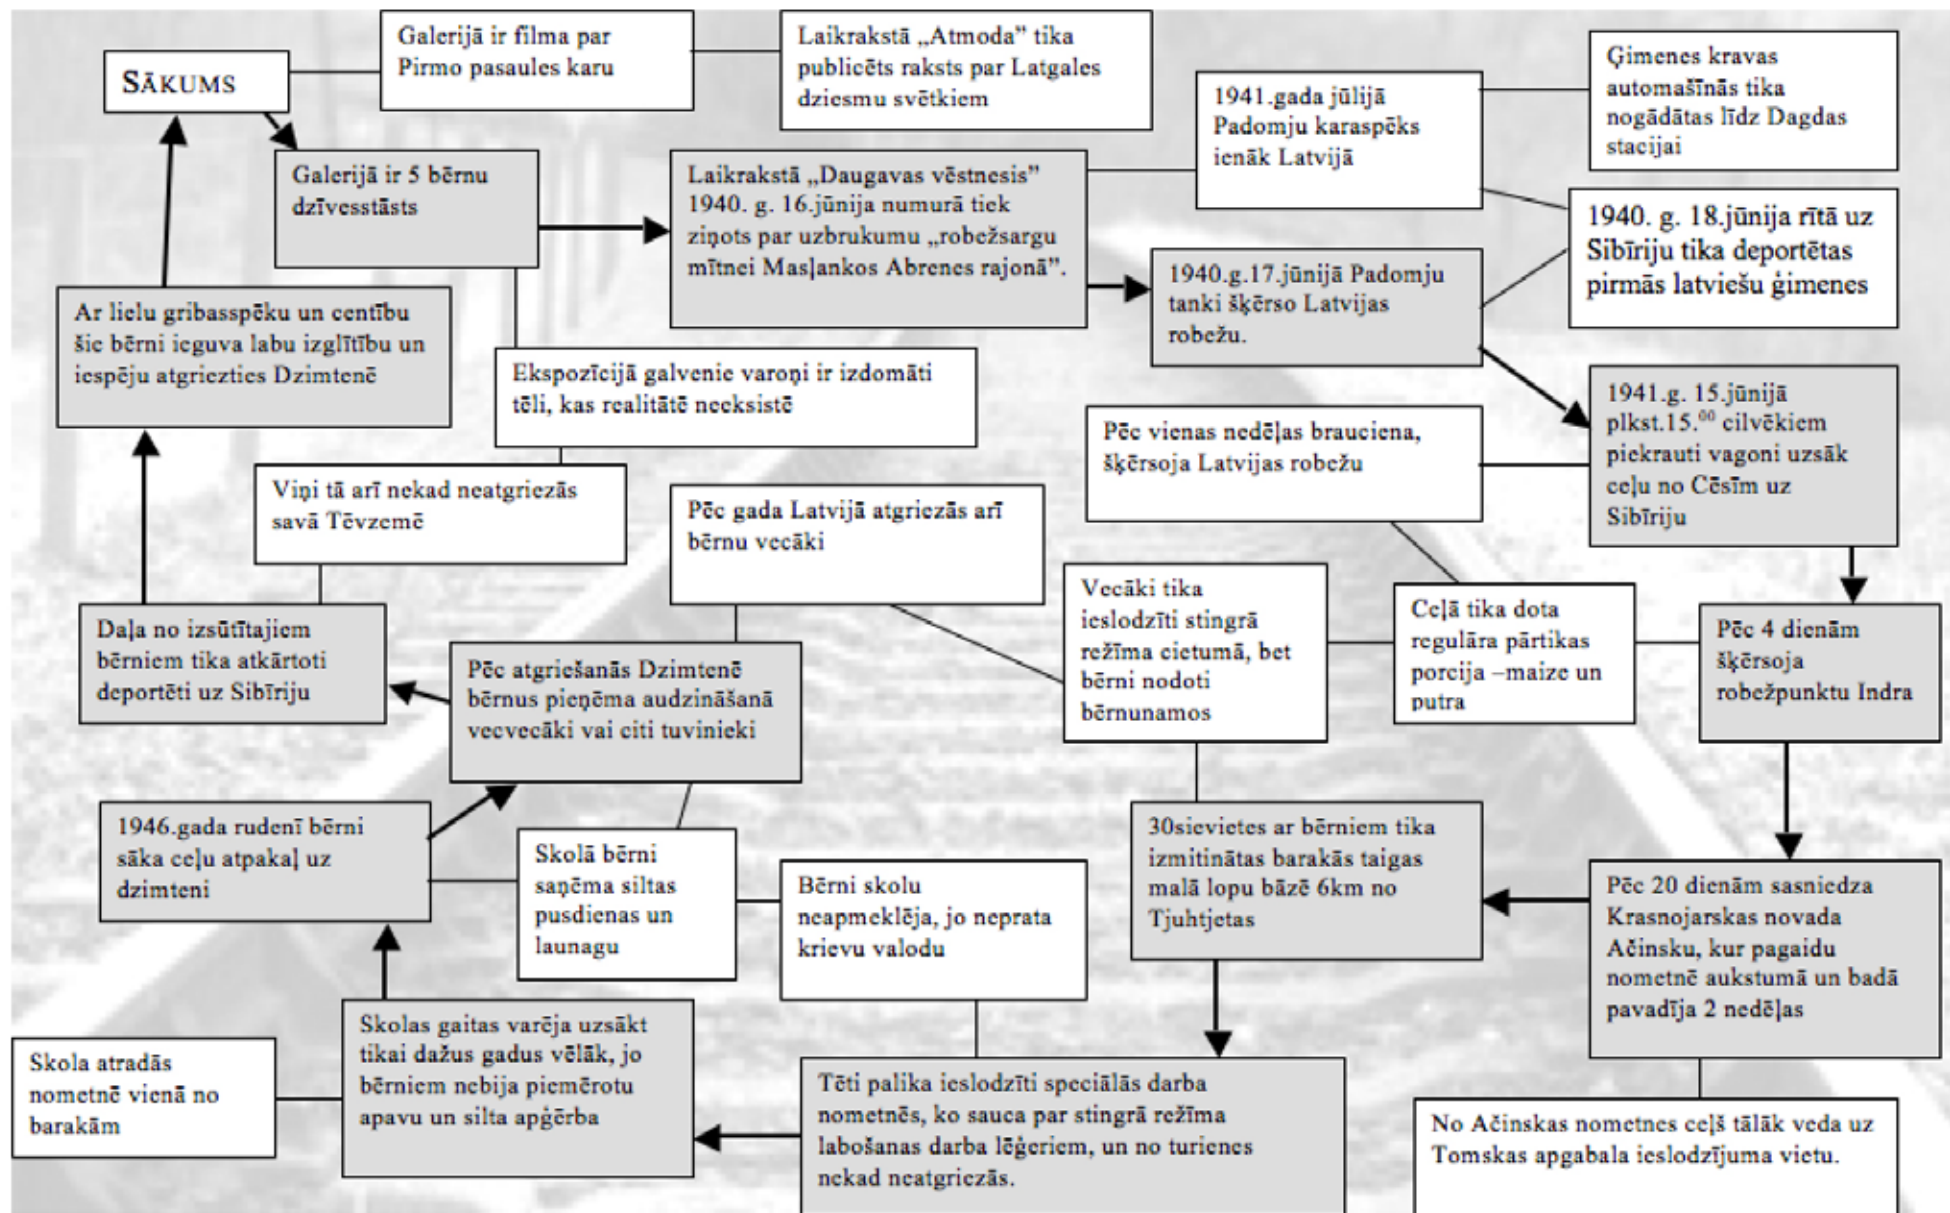 SĀKUMS
Galerijā ir filma par
Pirmo pasaules karu
Laikrakstā „Atmoda” tika
publicēts raksts par Latgales
dziesmu svētkiem
1941.gada jūlijā
Padomju karaspēks
ienāk Latvijā
Ģimenes kravas
automašīnās tika
nogādātas līdz Dagdas
stacijai
Galerijā ir 5 bērnu
dzīvesstāsts
Laikrakstā „Daugavas vēstnesis”
1940. g. 16.jūnija numurā tiek
ziņots par uzbrukumu „robežsargu
mītnei Masļankos Abrenes rajonā”.
1940. g. 18.jūnija rītā uz
Sibīriju tika deportētas
pirmās latviešu ģimenes
1940.g.17.jūnijā Padomju
tanki šķērso Latvijas
robežu.
Ar lielu gribasspēku un centību
šie bērni ieguva labu izglītību un
iespēju atgriezties Dzimtenē
Ekspozīcijā galvenie varoņi ir izdomāti
tēli, kas realitātē neeksistē
1941.g. 15.jūnijā
plkst.15.⁰⁰ cilvēkiem
piekrauti vagoni uzsāk
ceļu no Cēsīm uz
Sibīriju
Pēc vienas nedēļas brauciena,
šķērsoja Latvijas robežu
Viņi tā arī nekad neatgriezās
savā Tēvzemē
Pēc gada Latvijā atgriezās arī
bērnu vecāki
Vecāki tika
ieslodzīti stingrā
režīma cietumā, bet
bērni nodoti
bērnunamos
Ceļā tika dota
regulāra pārtikas
porcija –maize un
putra
Pēc 4 dienām
šķērsoja
robežpunktu Indra
Daļa no izsūtītajiem
bērniem tika atkārtoti
deportēti uz Sibīriju
Pēc atgriešanās Dzimtenē
bērnus pieņēma audzināšanā
vecvecāki vai citi tuvinieki
1946.gada rudenī bērni
sāka ceļu atpakaļ uz
dzimteni
Skolā bērni
saņēma siltas
pusdienas un
launagu
Bērni skolu
neapmeklēja, jo neprata
krievu valodu
30sievietes ar bērniem tika
izmitinātas barakās taigas
malā lopu bāzē 6km no
Tjuhtjetas
Pēc 20 dienām sasniedza
Krasnojarskas novada
Ačinsku, kur pagaidu
nometnē aukstumā un badā
pavadīja 2 nedēļas
Skola atradās
nometnē vienā no
barakām
Skolas gaitas varēja uzsākt
tikai dažus gadus vēlāk, jo
bērniem nebija piemērotu
apavu un silta apģērba
Tēti palika ieslodzīti speciālās darba
nometnēs, ko sauca par stingrā režīma
labošanas darba lēģeriem, un no turienes
nekad neatgriezās.
No Ačinskas nometnes ceļš tālāk veda uz
Tomskas apgabala ieslodzījuma vietu.